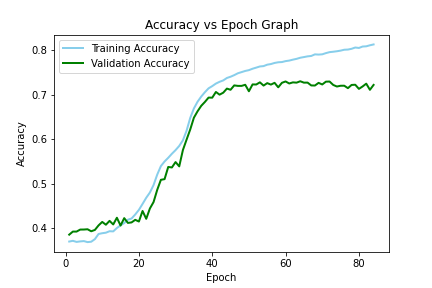 Accuracy vs Epoch Graph
Training Accuracy
Validation Accuracy
0.8
0.7
0.6
0.5
0.4
Accuracy
0 20 40 60 80
Epoch